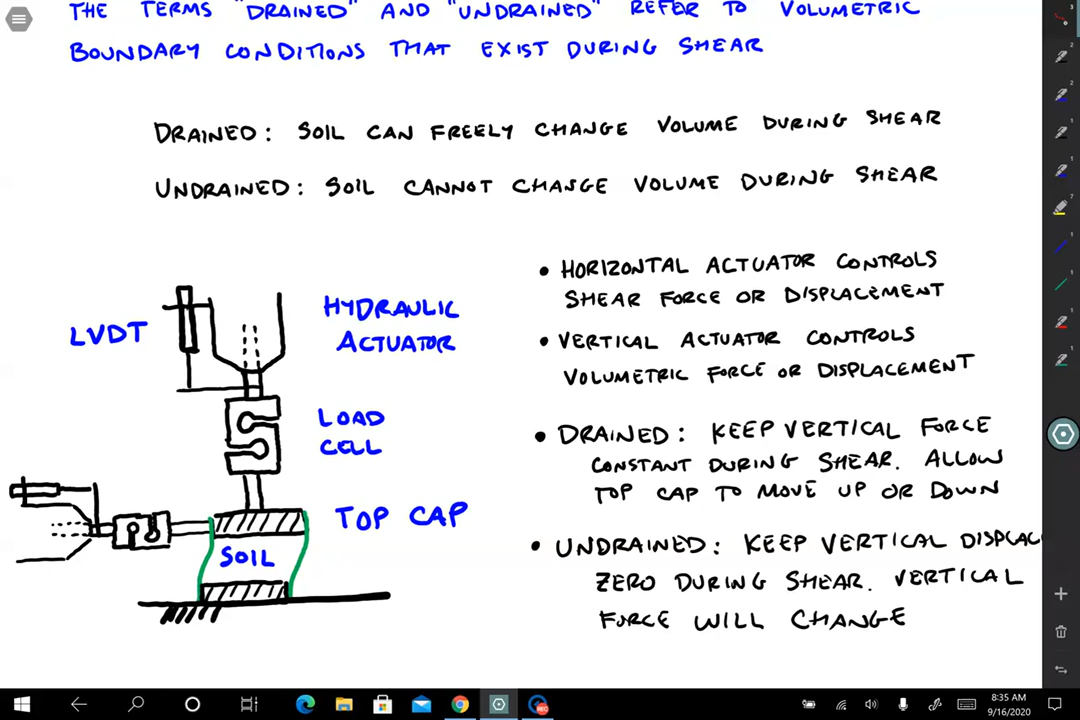 THE TERMS "DRAINED" AND "UNDRAINED" REFER TO VOLUMETRIC
BOUNDARY CONDITIONS THAT EXIST DURING SHEAR
DRAINED: SOIL CAN FREELY CHANGE VOLUME DURING SHEAR
UNDRAINED: SOIL CANNOT CHANGE VOLUME DURING SHEAR
LVDT
HYDRAULIC
ACTUATOR
LOAD
CELL
TOP CAP
SOIL
• HORIZONTAL ACTUATOR CONTROLS
SHEAR FORCE OR DISPLACEMENT
• VERTICAL ACTUATOR CONTROLS
VOLUMETRIC FORCE OR DISPLACEMENT
• DRAINED: KEEP VERTICAL FORCE
CONSTANT DURING SHEAR. ALLOW
TOP CAP TO MOVE UP OR DOWN
• UNDRAINED: KEEP VERTICAL DISPLAC
ZERO DURING SHEAR. VERTICAL
FORCE WILL CHANGE
8:35 AM
9/16/2020